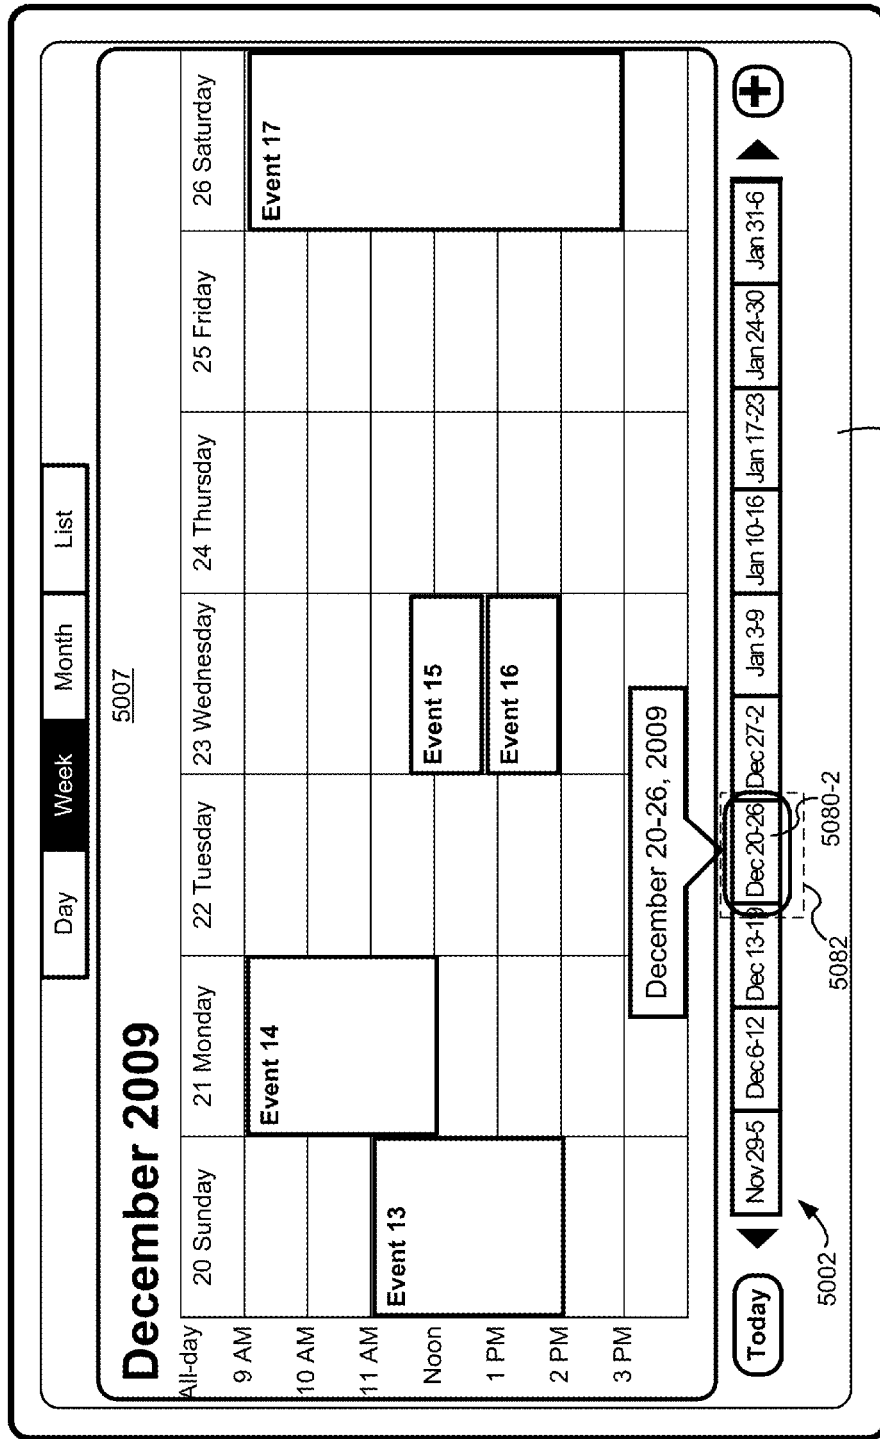 Day Week Month List
5007
December 2009
All-day 20 Sunday 21 Monday 22 Tuesday 23 Wednesday 24 Thursday 25 Friday 26 Saturday
9 AM
Event 14
Event 17
10 AM
11 AM
Event 13
Event 15
Noon
1 PM
Event 16
2 PM
3 PM
December 20-26, 2009
Today Nov 29-5 Dec 6-12 Dec 13-19 Dec 20-26 Dec 27-2 Jan 3-9 Jan 10-16 Jan 17-23 Jan 24-30 Jan 31-6 +
5002
5082
5080-2